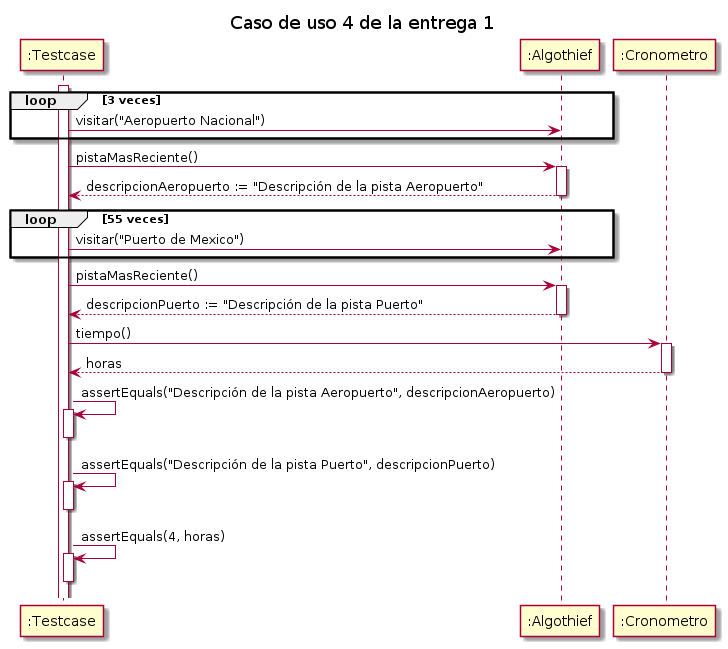 Caso de uso 4 de la entrega 1
:Testcase :Algothief :Cronometro
loop [3 veces]
visitar("Aeropuerto Nacional")
pistaMasReciente()
descripcionAeropuerto := "Descripción de la pista Aeropuerto"
loop [55 veces]
visitar("Puerto de Mexico")
pistaMasReciente()
descripcionPuerto := "Descripción de la pista Puerto"
tiempo()
horas
assertEquals("Descripción de la pista Aeropuerto", descripcionAeropuerto)
assertEquals("Descripción de la pista Puerto", descripcionPuerto)
assertEquals(4, horas)
:Testcase :Algothief :Cronometro